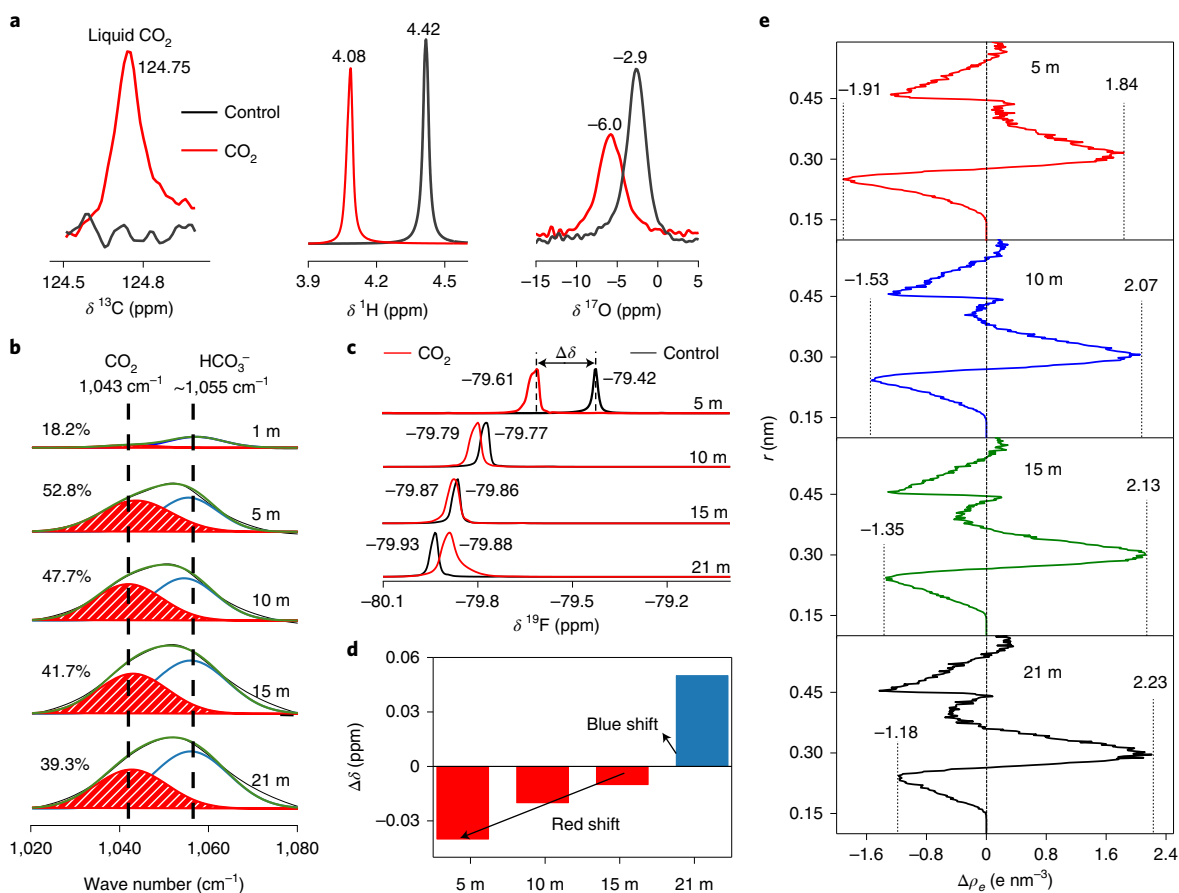 a
Liquid CO₂
124.75
Control
CO₂
124.5 124.8
δ ¹³C (ppm)
4.08
4.42
3.9 4.2 4.5
δ ¹H (ppm)
−2.9
−6.0
−15 −10 −5 0 5
δ ¹⁷O (ppm)
b
CO₂ HCO₃⁻
1,043 cm⁻¹ ~1,055 cm⁻¹
18.2% 1 m
52.8% 5 m
47.7% 10 m
41.7% 15 m
39.3% 21 m
1,020 1,040 1,060 1,080
Wave number (cm⁻¹)
c
CO₂ Δδ Control
−79.61 −79.42
5 m
−79.79 −79.77
10 m
−79.87 −79.86
15 m
−79.93 −79.88
21 m
−80.1 −79.8 −79.5 −79.2
δ ¹⁹F (ppm)
d
0.06
0.03
0
−0.03
Δδ (ppm)
Blue shift
Red shift
5 m 10 m 15 m 21 m
e
5 m
−1.91 1.84
0.45
0.30
0.15
10 m
−1.53 2.07
0.45
0.30
0.15
r (nm)
15 m
−1.35 2.13
0.45
0.30
0.15
21 m
−1.18 2.23
0.45
0.30
0.15
−1.6 −0.8 0 0.8 1.6 2.4
Δρₑ (e nm⁻³)